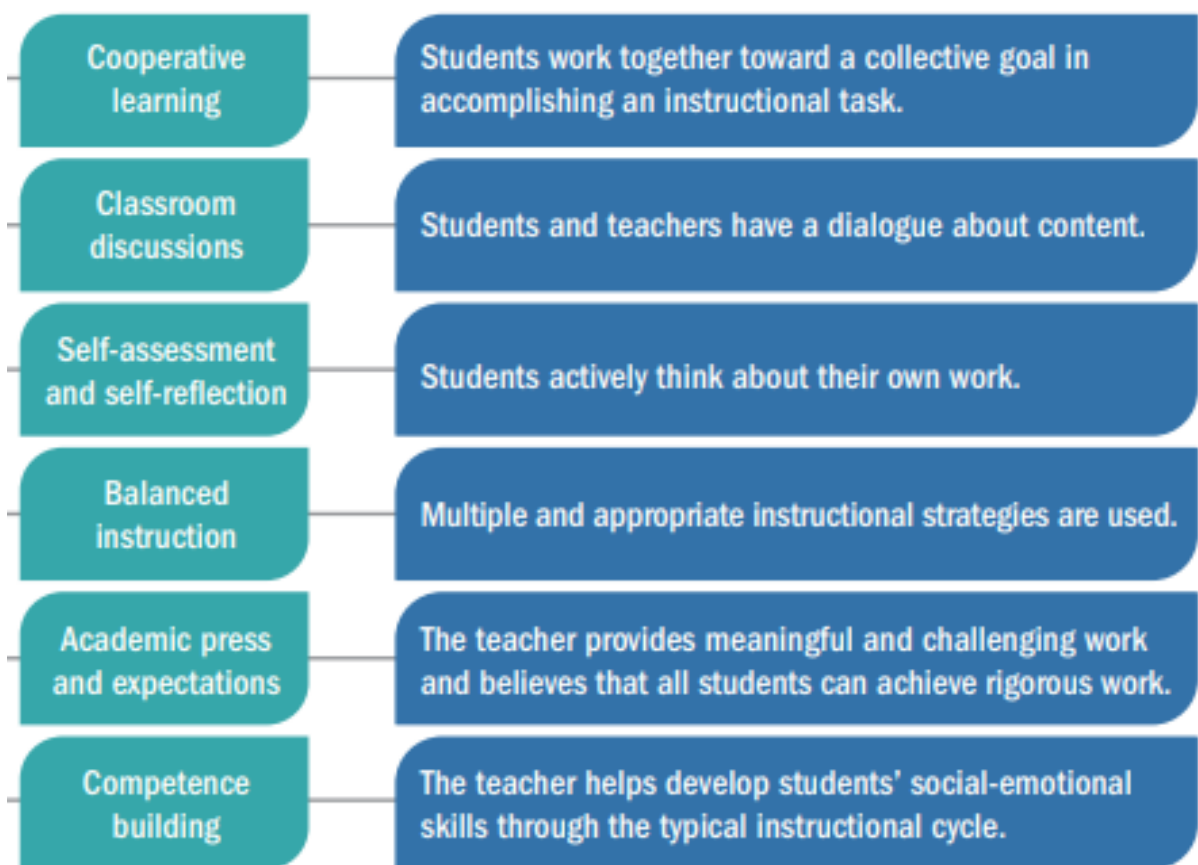 Cooperative
learning
Students work together toward a collective goal in
accomplishing an instructional task.
Classroom
discussions
Students and teachers have a dialogue about content.
Self-assessment
and self-reflection
Students actively think about their own work.
Balanced
instruction
Multiple and appropriate instructional strategies are used.
Academic press
and expectations
The teacher provides meaningful and challenging work
and believes that all students can achieve rigorous work.
Competence
building
The teacher helps develop students’ social-emotional
skills through the typical instructional cycle.